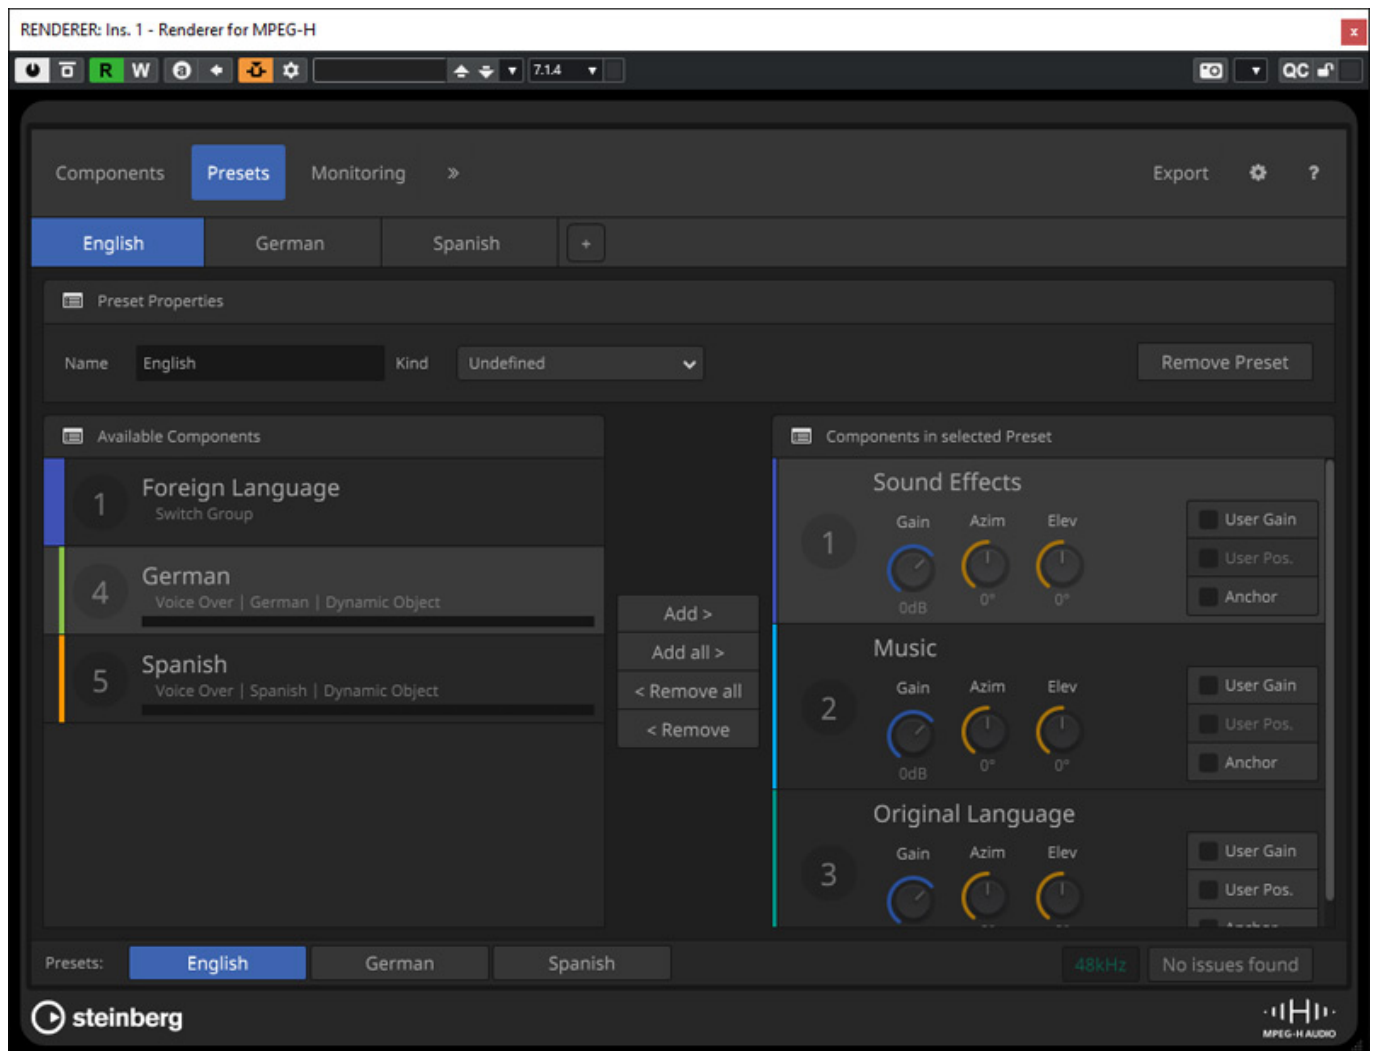 RENDERER: Ins. 1 - Renderer for MPEG-H
x
R W a 7.1.4 QC
Components Presets Monitoring » Export ?
English German Spanish +
Preset Properties
Name English Kind Undefined Remove Preset
Available Components
1 Foreign Language
Switch Group
4 German
Voice Over | German | Dynamic Object
5 Spanish
Voice Over | Spanish | Dynamic Object
Add >
Add all >
< Remove all
< Remove
Components in selected Preset
Sound Effects
1 Gain Azim Elev User Gain
User Pos.
0dB 0° 0° Anchor
Music
2 Gain Azim Elev User Gain
User Pos.
0dB 0° 0° Anchor
Original Language
3 Gain Azim Elev User Gain
User Pos.
Presets: English German Spanish 48kHz No issues found
steinberg
MPEG-H AUDIO